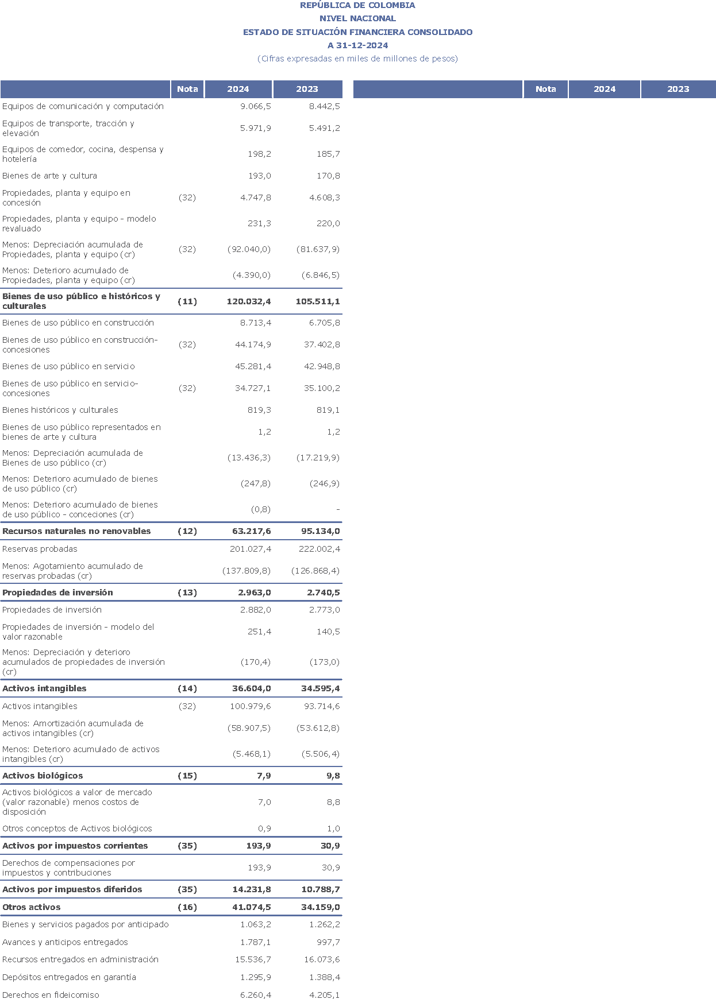 REPÚBLICA DE COLOMBIA
NIVEL NACIONAL
ESTADO DE SITUACIÓN FINANCIERA CONSOLIDADO
A 31-12-2024
(Cifras expresadas en miles de millones de pesos)
Nota 2024 2023 Nota 2024 2023
Equipos de comunicación y computación 9.066,5 8.442,5
Equipos de transporte, tracción y
elevación 5.971,9 5.491,2
Equipos de comedor, cocina, despensa y
hotelería 198,2 185,7
Bienes de arte y cultura 193,0 170,8
Propiedades, planta y equipo en
concesión (32) 4.747,8 4.608,3
Propiedades, planta y equipo - modelo
revaluado 231,3 220,0
Menos: Depreciación acumulada de
Propiedades, planta y equipo (cr) (32) (92.040,0) (81.637,9)
Menos: Deterioro acumulado de
Propiedades, planta y equipo (cr) (4.390,0) (6.846,5)
Bienes de uso público e históricos y
culturales (11) 120.032,4 105.511,1
Bienes de uso público en construcción 8.713,4 6.705,8
Bienes de uso público en construcción-
concesiones (32) 44.174,9 37.402,8
Bienes de uso público en servicio 45.281,4 42.948,8
Bienes de uso público en servicio-
concesiones (32) 34.727,1 35.100,2
Bienes históricos y culturales 819,3 819,1
Bienes de uso público representados en
bienes de arte y cultura 1,2 1,2
Menos: Depreciación acumulada de
Bienes de uso público (cr) (13.436,3) (17.219,9)
Menos: Deterioro acumulado de bienes
de uso público (cr) (247,8) (246,9)
Menos: Deterioro acumulado de bienes
de uso público - conceciones (cr) (0,8) -
Recursos naturales no renovables (12) 63.217,6 95.134,0
Reservas probadas 201.027,4 222.002,4
Menos: Agotamiento acumulado de
reservas probadas (cr) (137.809,8) (126.868,4)
Propiedades de inversión (13) 2.963,0 2.740,5
Propiedades de inversión 2.882,0 2.773,0
Propiedades de inversión - modelo del
valor razonable 251,4 140,5
Menos: Depreciación y deterioro
acumulados de propiedades de inversión (170,4) (173,0)
(cr)
Activos intangibles (14) 36.604,0 34.595,4
Activos intangibles (32) 100.979,6 93.714,6
Menos: Amortización acumulada de
activos intangibles (cr) (58.907,5) (53.612,8)
Menos: Deterioro acumulado de activos
intangibles (cr) (5.468,1) (5.506,4)
Activos biológicos (15) 7,9 9,8
Activos biológicos a valor de mercado
(valor razonable) menos costos de 7,0 8,8
disposición
Otros conceptos de Activos biológicos 0,9 1,0
Activos por impuestos corrientes (35) 193,9 30,9
Derechos de compensaciones por
impuestos y contribuciones 193,9 30,9
Activos por impuestos diferidos (35) 14.231,8 10.788,7
Otros activos (16) 41.074,5 34.159,0
Bienes y servicios pagados por anticipado 1.063,2 1.262,2
Avances y anticipos entregados 1.787,1 997,7
Recursos entregados en administración 15.536,7 16.073,6
Depósitos entregados en garantía 1.295,9 1.388,4
Derechos en fideicomiso 6.260,4 4.205,1